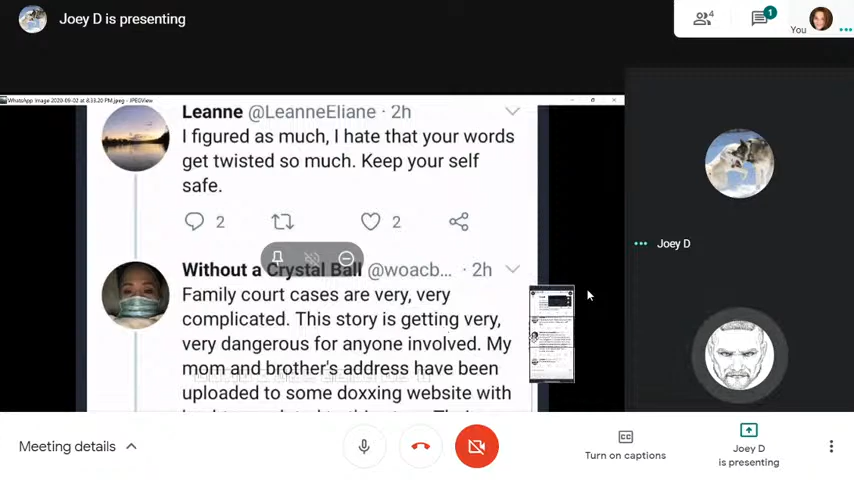 Joey D is presenting
4
1
You
WhatsApp Image 2020-09-02 at 8.33.20 PM.jpeg - JPEGView
Leanne @LeanneEliane · 2h
I figured as much, I hate that your words
get twisted so much. Keep your self
safe.
2
2
Joey D
Without a Crystal Ball @woacb... · 2h
Family court cases are very, very
complicated. This story is getting very,
very dangerous for anyone involved. My
mom and brother's address have been
uploaded to some doxxing website with
Meeting details
Turn on captions
Joey D
is presenting